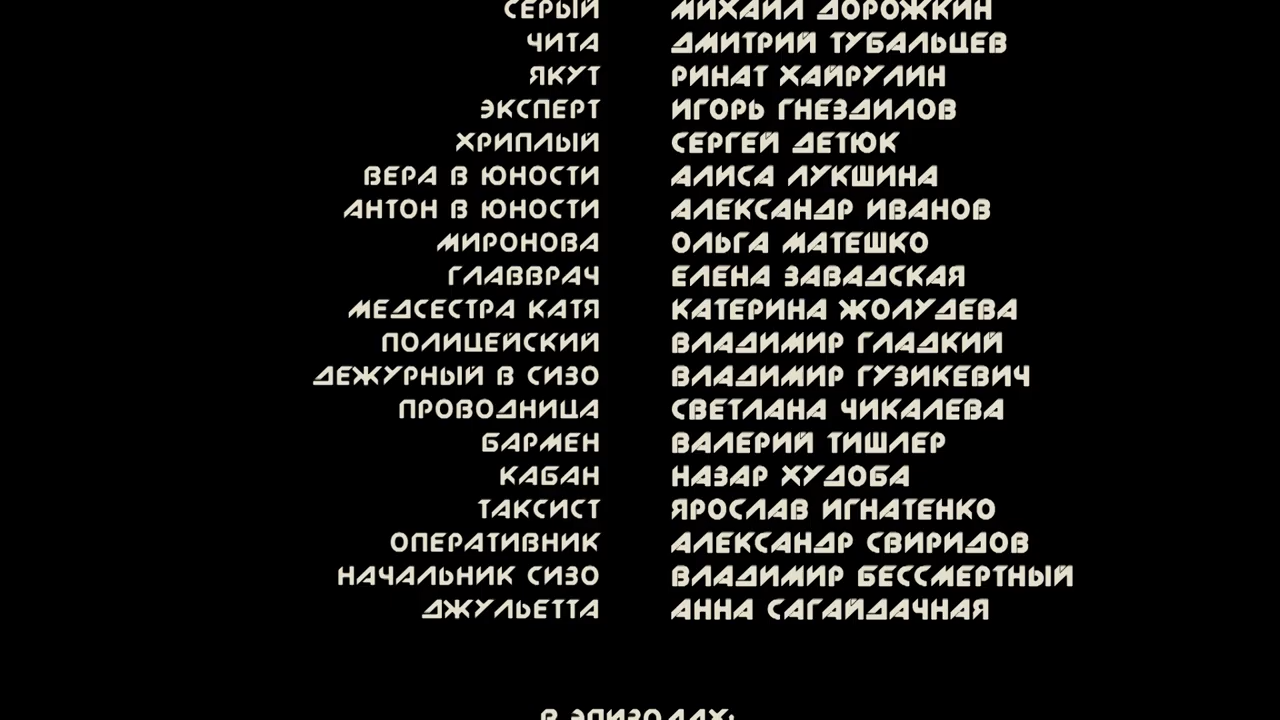 СЕРЫЙ МИХАИЛ ДОРОЖКИН
ЧИТА ДМИТРИЙ ТУБАЛЬЦЕВ
ЯКУТ РИНАТ ХАЙРУЛИН
ЭКСПЕРТ ИГОРЬ ГНЕЗДИЛОВ
ХРИПЛЫЙ СЕРГЕЙ ДЕТЮК
ВЕРА В ЮНОСТИ АЛИСА ЛУКШИНА
АНТОН В ЮНОСТИ АЛЕКСАНДР ИВАНОВ
МИРОНОВА ОЛЬГА МАТЕШКО
ГЛАВВРАЧ ЕЛЕНА ЗАВАДСКАЯ
МЕДСЕСТРА КАТЯ КАТЕРИНА ЖОЛУДЕВА
ПОЛИЦЕЙСКИЙ ВЛАДИМИР ГЛАДКИЙ
ДЕЖУРНЫЙ В СИЗО ВЛАДИМИР ГУЗИКЕВИЧ
ПРОВОДНИЦА СВЕТЛАНА ЧИКАЛЕВА
БАРМЕН ВАЛЕРИЙ ТИШЛЕР
КАБАН НАЗАР ХУДОБА
ТАКСИСТ ЯРОСЛАВ ИГНАТЕНКО
ОПЕРАТИВНИК АЛЕКСАНДР СВИРИДОВ
НАЧАЛЬНИК СИЗО ВЛАДИМИР БЕССМЕРТНЫЙ
ДЖУЛЬЕТТА АННА САГАЙДАЧНАЯ
В ЭПИЗОДАХ: